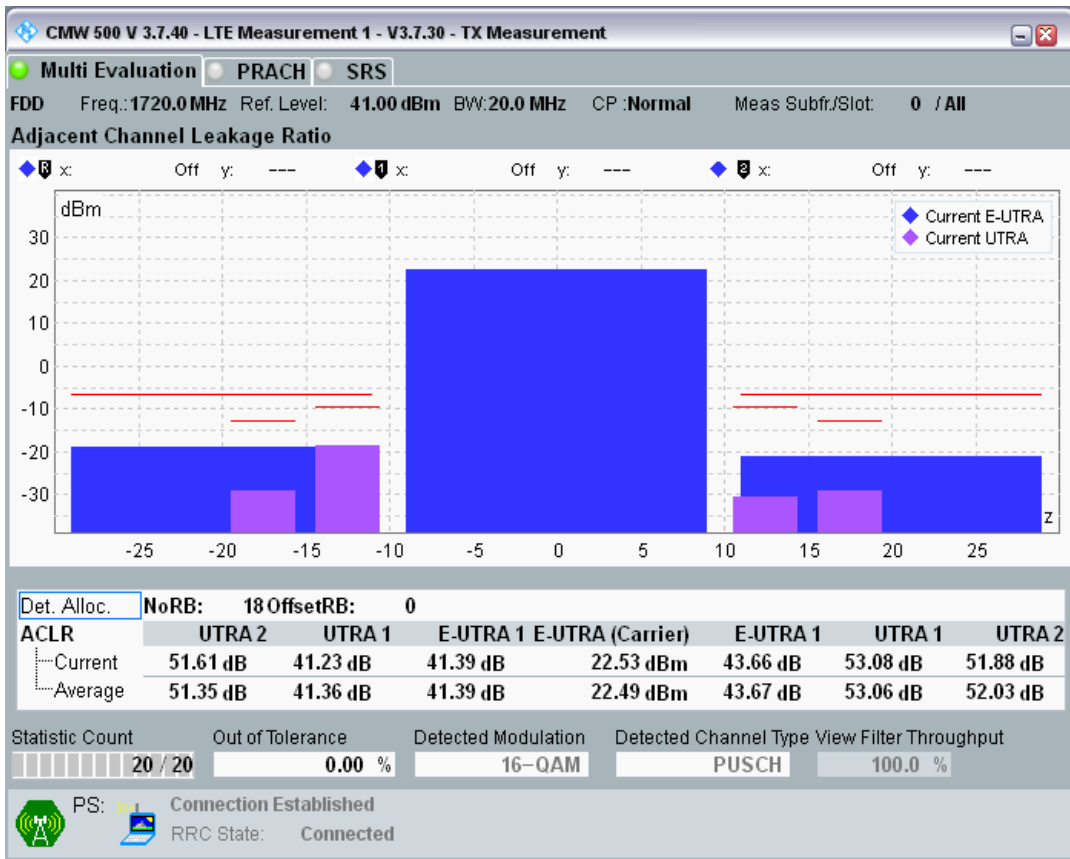 CMW 500 V 3.7.40 - LTE Measurement 1 - V3.7.30 - TX Measurement
Multi Evaluation PRACH SRS
FDD Freq.:1720.0 MHz Ref. Level: 41.00 dBm BW:20.0 MHz CP :Normal Meas Subfr./Slot: 0 / All
Adjacent Channel Leakage Ratio
R x: Off y: --- 1 x: Off y: --- 2 x: Off y: ---
dBm
Current E-UTRA
Current UTRA
30
20
10
0
-10
-20
-30
z
-25 -20 -15 -10 -5 0 5 10 15 20 25
Det. Alloc. NoRB: 18 OffsetRB: 0
ACLR UTRA 2 UTRA 1 E-UTRA 1 E-UTRA (Carrier) E-UTRA 1 UTRA 1 UTRA 2
Current 51.61 dB 41.23 dB 41.39 dB 22.53 dBm 43.66 dB 53.08 dB 51.88 dB
Average 51.35 dB 41.36 dB 41.39 dB 22.49 dBm 43.67 dB 53.06 dB 52.03 dB
Statistic Count Out of Tolerance Detected Modulation Detected Channel Type View Filter Throughput
20 / 20 0.00 % 16-QAM PUSCH 100.0 %
PS: Connection Established
RRC State: Connected